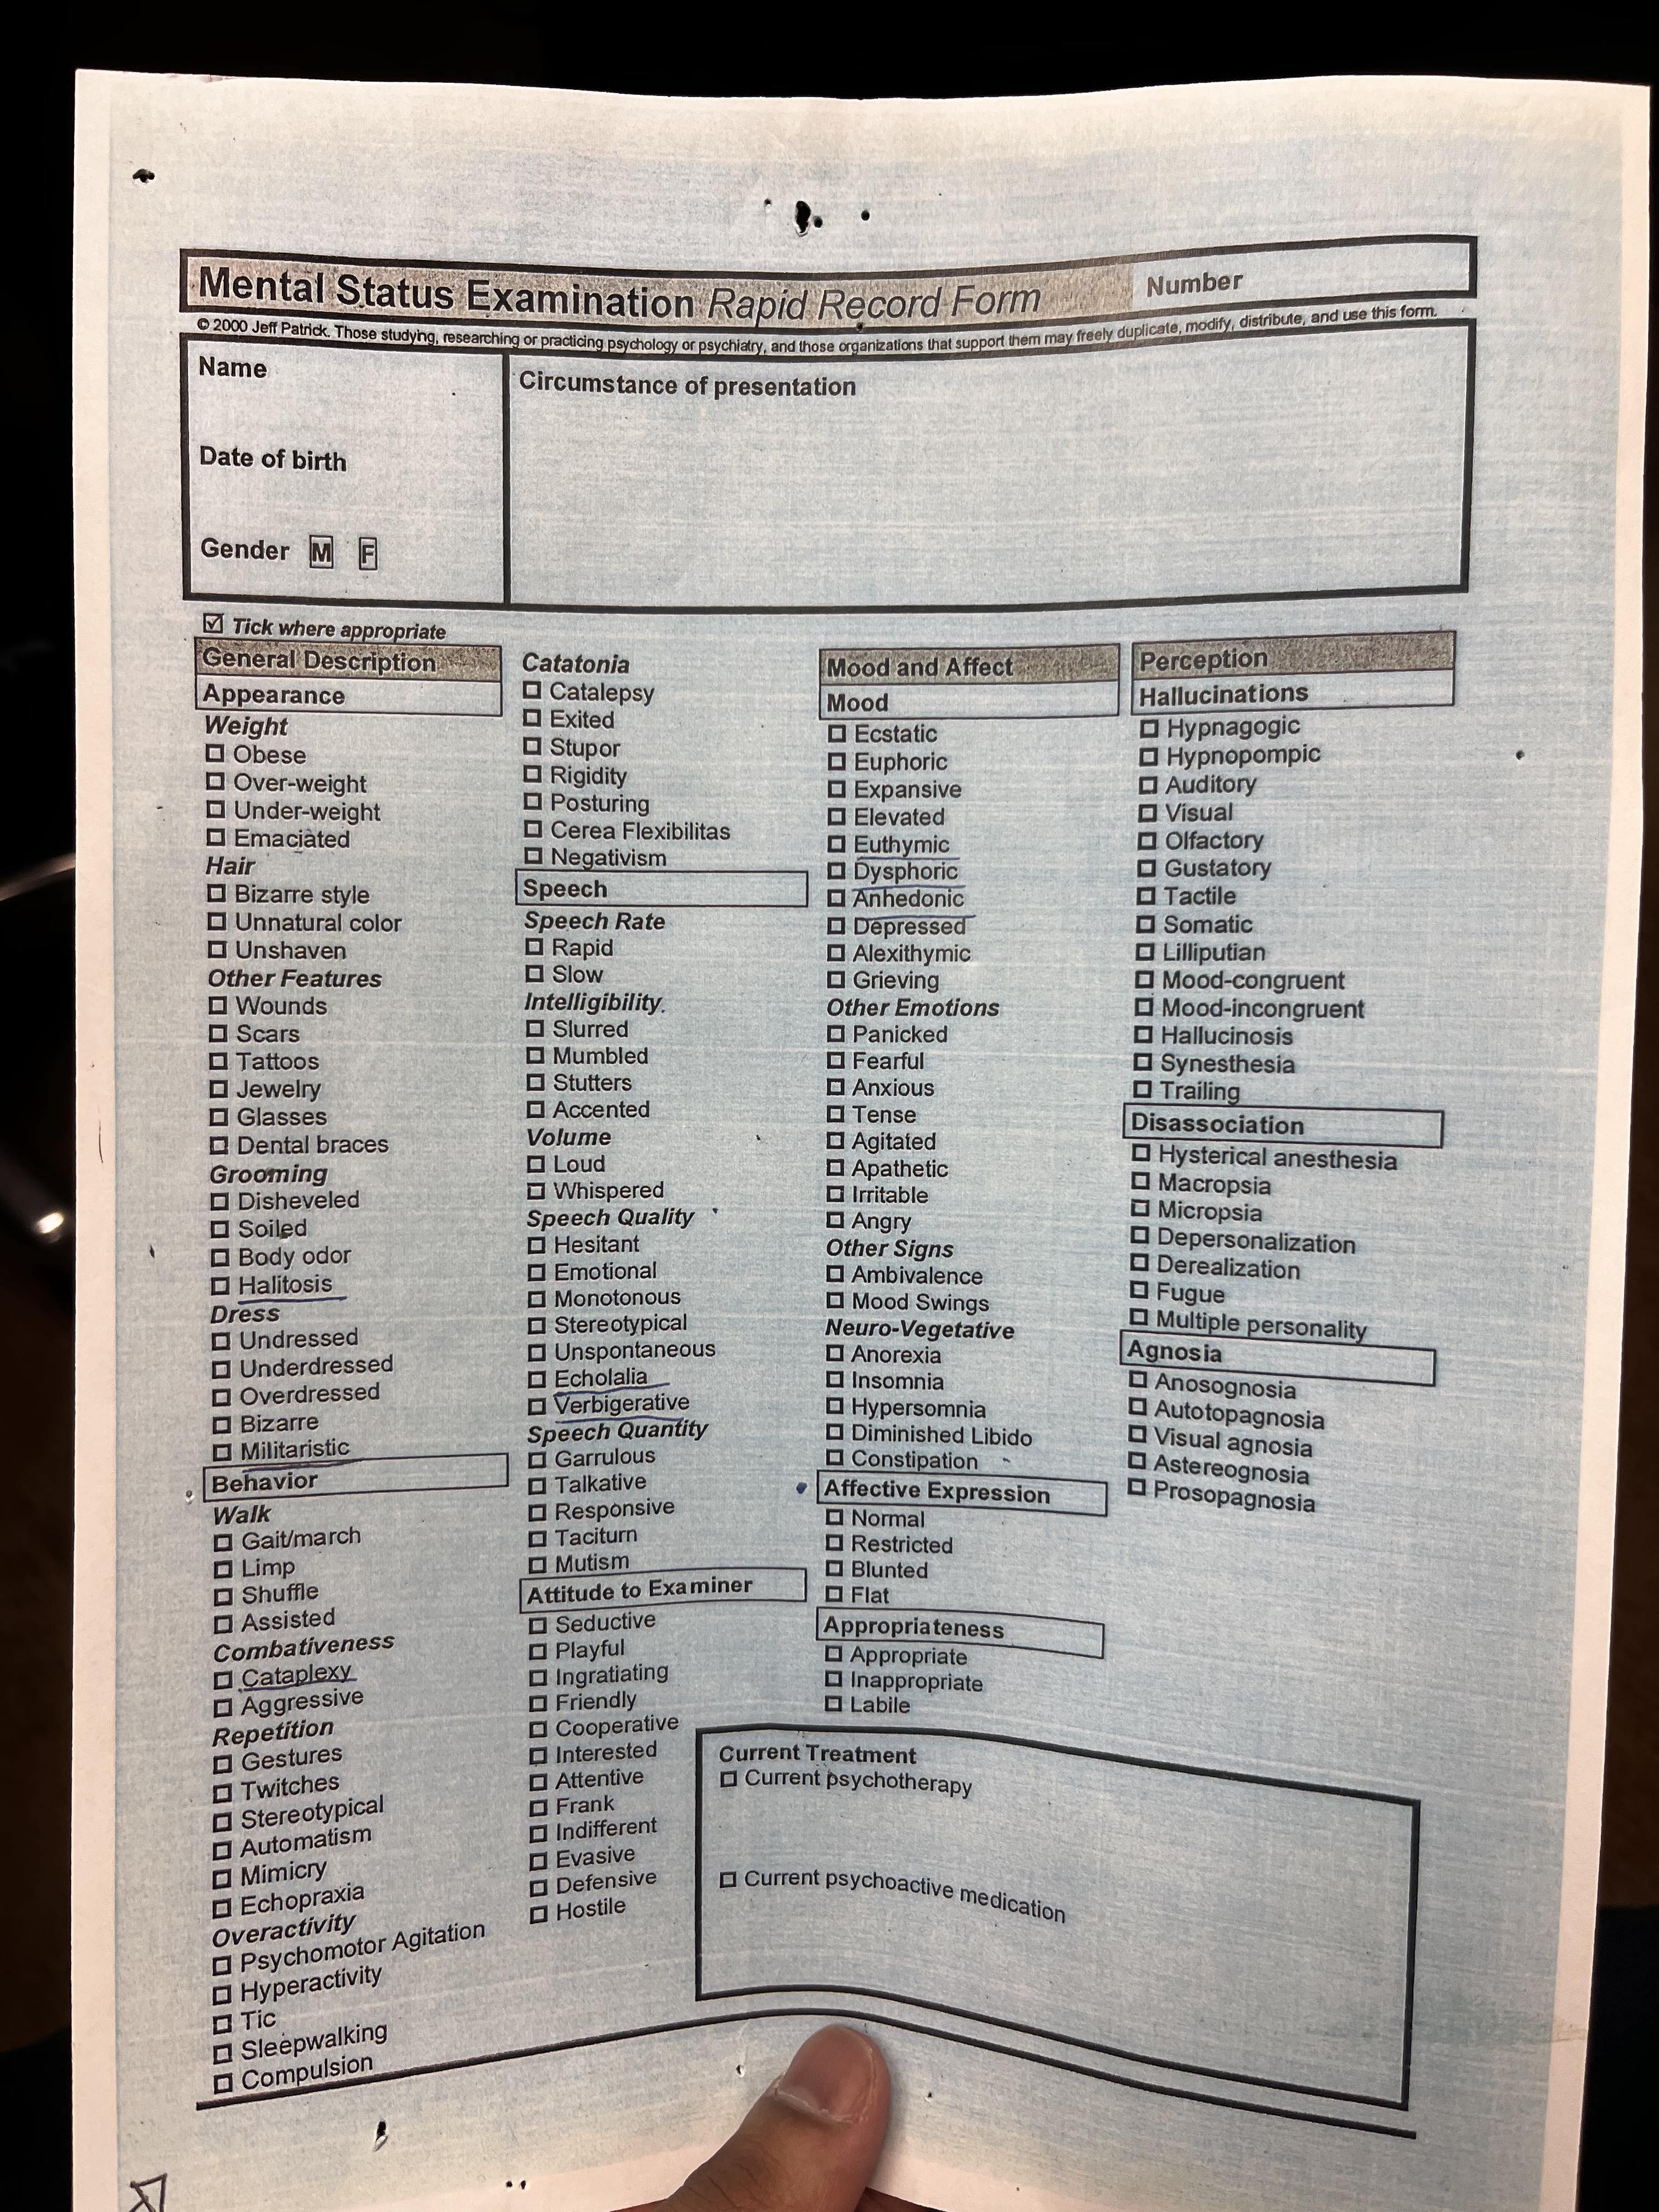 Mental Status Examination Rapid Record Form
Number
© 2000 Jeff Patrick. Those studying, researching or practicing psychology or psychiatry, and those organizations that support them may freely duplicate, modify, distribute, and use this form.
Name
Date of birth
Gender M F
Circumstance of presentation
Tick where appropriate
General Description
Appearance
Weight
Obese
Over-weight
Under-weight
Emaciated
Hair
Bizarre style
Unnatural color
Unshaven
Other Features
Wounds
Scars
Tattoos
Jewelry
Glasses
Dental braces
Grooming
Disheveled
Soiled
Body odor
Halitosis
Dress
Undressed
Underdressed
Overdressed
Bizarre
Militaristic
Behavior
Walk
Gait/march
Limp
Shuffle
Assisted
Combativeness
Cataplexy
Aggressive
Repetition
Gestures
Twitches
Stereotypical
Automatism
Mimicry
Echopraxia
Overactivity
Psychomotor Agitation
Hyperactivity
Tic
Sleepwalking
Compulsion
Catatonia
Catalepsy
Exited
Stupor
Rigidity
Posturing
Cerea Flexibilitas
Negativism
Speech
Speech Rate
Rapid
Slow
Intelligibility.
Slurred
Mumbled
Stutters
Accented
Volume
Loud
Whispered
Speech Quality
Hesitant
Emotional
Monotonous
Stereotypical
Unspontaneous
Echolalia
Verbigerative
Speech Quantity
Garrulous
Talkative
Responsive
Taciturn
Mutism
Attitude to Examiner
Seductive
Playful
Ingratiating
Friendly
Cooperative
Interested
Attentive
Frank
Indifferent
Evasive
Defensive
Hostile
Mood and Affect
Mood
Ecstatic
Euphoric
Expansive
Elevated
Euthymic
Dysphoric
Anhedonic
Depressed
Alexithymic
Grieving
Other Emotions
Panicked
Fearful
Anxious
Tense
Agitated
Apathetic
Irritable
Angry
Other Signs
Ambivalence
Mood Swings
Neuro-Vegetative
Anorexia
Insomnia
Hypersomnia
Diminished Libido
Constipation
Affective Expression
Normal
Restricted
Blunted
Flat
Appropriateness
Appropriate
Inappropriate
Labile
Perception
Hallucinations
Hypnagogic
Hypnopompic
Auditory
Visual
Olfactory
Gustatory
Tactile
Somatic
Lilliputian
Mood-congruent
Mood-incongruent
Hallucinosis
Synesthesia
Trailing
Disassociation
Hysterical anesthesia
Macropsia
Micropsia
Depersonalization
Derealization
Fugue
Multiple personality
Agnosia
Anosognosia
Autotopagnosia
Visual agnosia
Astereognosia
Prosopagnosia
Current Treatment
Current psychotherapy
Current psychoactive medication